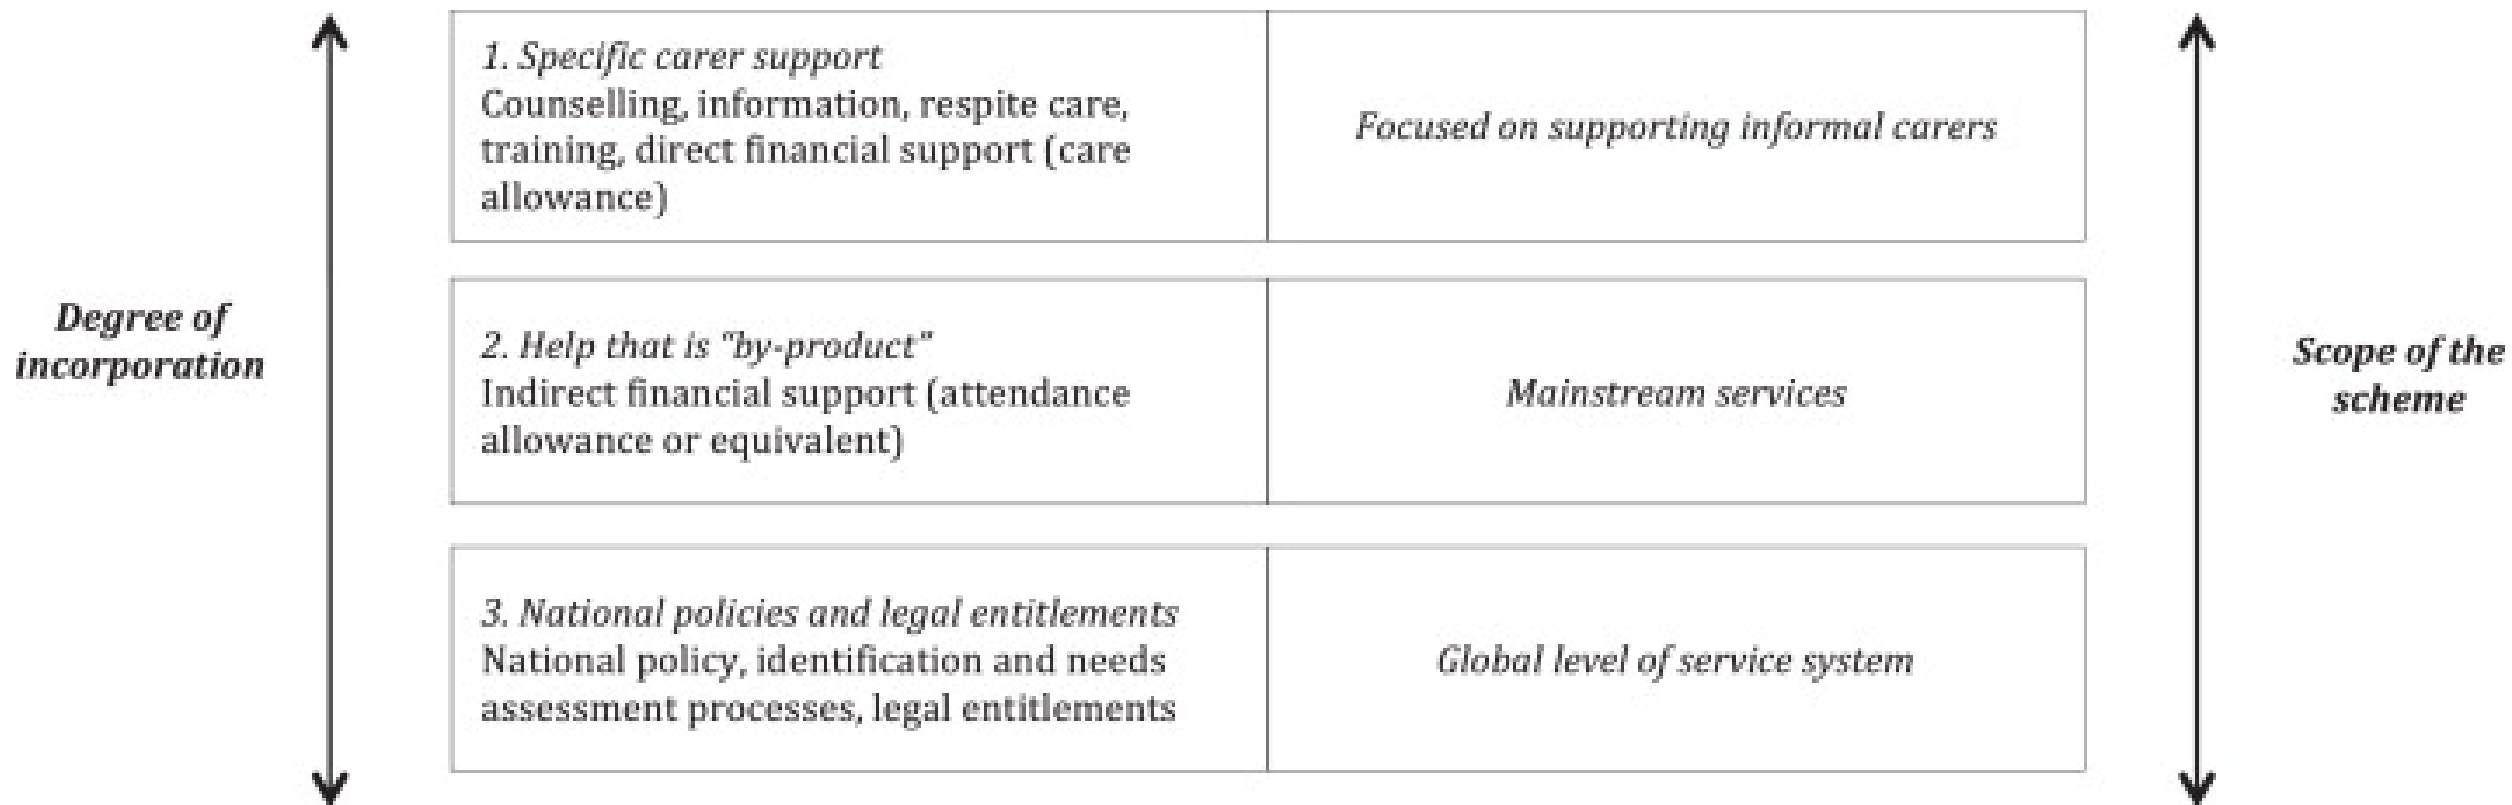 Degree of
incorporation
1. Specific carer support
Counselling, information, respite care,
training, direct financial support (care
allowance)
Focused on supporting informal carers
2. Help that is "by-product"
Indirect financial support (attendance
allowance or equivalent)
Mainstream services
3. National policies and legal entitlements
National policy, identification and needs
assessment processes, legal entitlements
Global level of service system
Scope of the
scheme